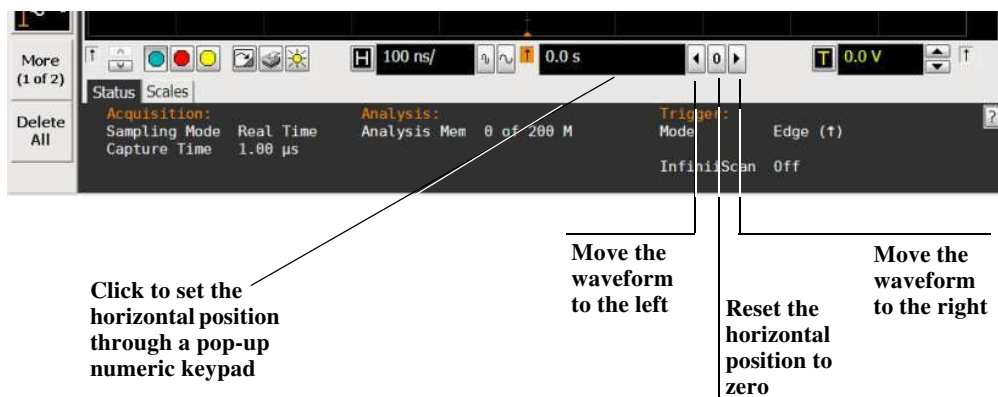 More
(1 of 2)
Delete
All
H 100 ns/ 0.0 s 0 T 0.0 V
Status Scales
Acquisition: Analysis: Trigger:
Sampling Mode Real Time Analysis Mem 0 of 200 M Mode Edge (↑)
Capture Time 1.00 µs
InfiniiScan Off
?
Click to set the
horizontal position
through a pop-up
numeric keypad
Move the
waveform
to the left
Reset the
horizontal
position to
zero
Move the
waveform
to the right